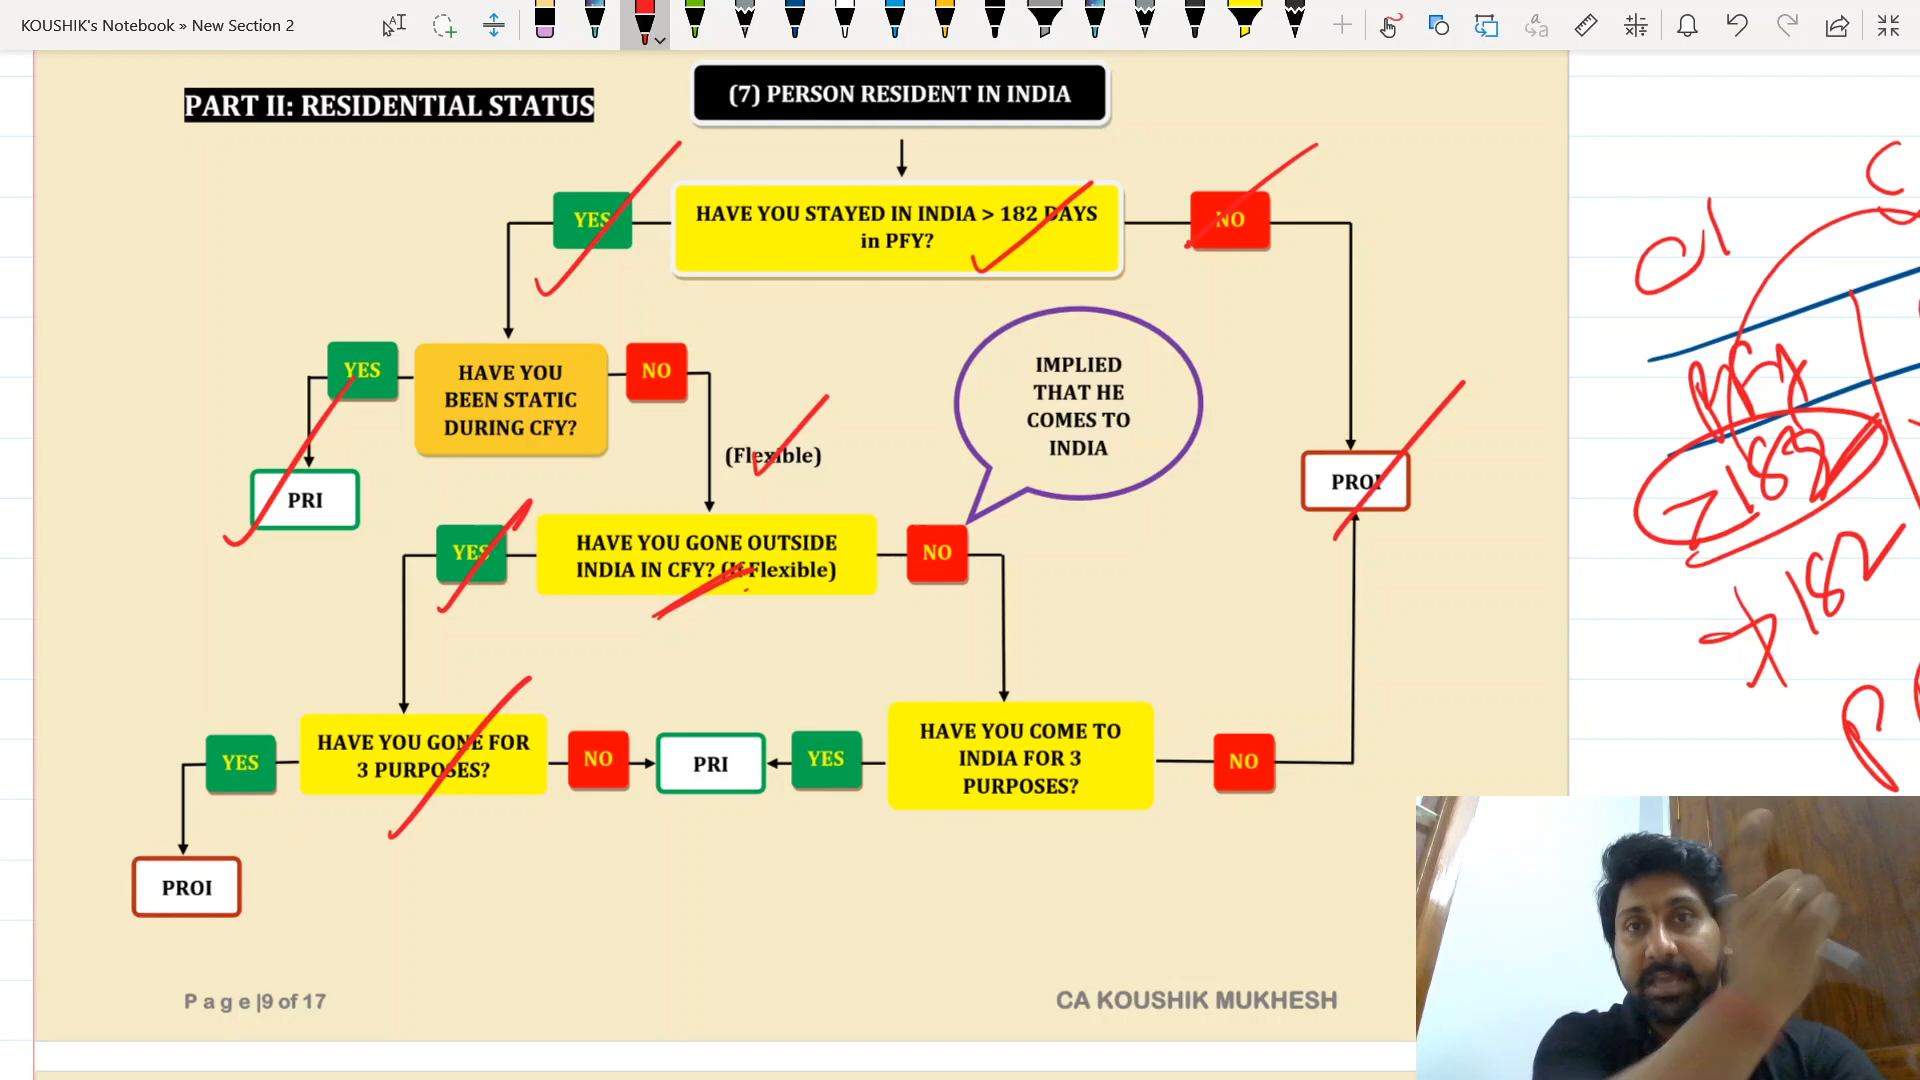 KOUSHIK's Notebook » New Section 2
PART II: RESIDENTIAL STATUS
(7) PERSON RESIDENT IN INDIA
YES
HAVE YOU STAYED IN INDIA > 182 DAYS
in PFY?
NO
YES
HAVE YOU
BEEN STATIC
DURING CFY?
NO
(Flexible)
IMPLIED
THAT HE
COMES TO
INDIA
PRI
PROI
YES
HAVE YOU GONE OUTSIDE
INDIA IN CFY? (If Flexible)
NO
YES
HAVE YOU GONE FOR
3 PURPOSES?
NO
PRI
YES
HAVE YOU COME TO
INDIA FOR 3
PURPOSES?
NO
PROI
Page |9 of 17
CA KOUSHIK MUKHESH
182